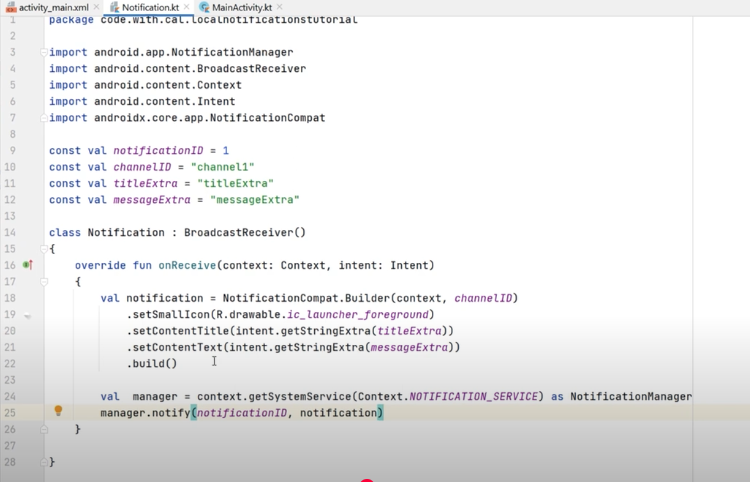 activity_main.xml Notification.kt MainActivity.kt
1 package code.with.cal.localnotificationstutorial
2
3 import android.app.NotificationManager
4 import android.content.BroadcastReceiver
5 import android.content.Context
6 import android.content.Intent
7 import androidx.core.app.NotificationCompat
8
9 const val notificationID = 1
10 const val channelID = "channel1"
11 const val titleExtra = "titleExtra"
12 const val messageExtra = "messageExtra"
13
14 class Notification : BroadcastReceiver()
15 {
16 override fun onReceive(context: Context, intent: Intent)
17 {
18 val notification = NotificationCompat.Builder(context, channelID)
19 .setSmallIcon(R.drawable.ic_launcher_foreground)
20 .setContentTitle(intent.getStringExtra(titleExtra))
21 .setContentText(intent.getStringExtra(messageExtra))
22 .build()
23
24 val manager = context.getSystemService(Context.NOTIFICATION_SERVICE) as NotificationManager
25 manager.notify(notificationID, notification)
26 }
27
28 }